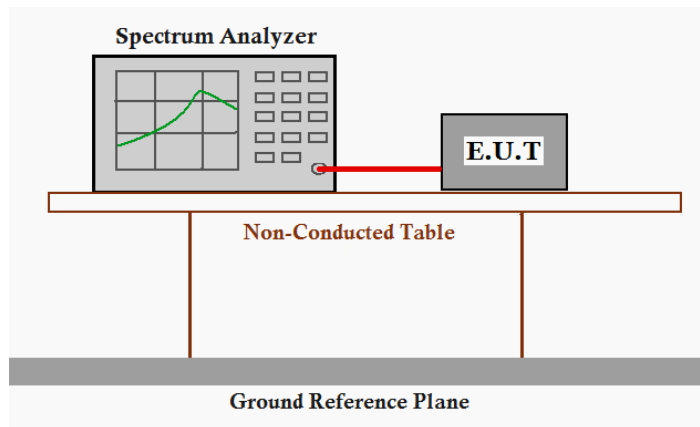 Spectrum Analyzer
E.U.T
Non-Conducted Table
Ground Reference Plane